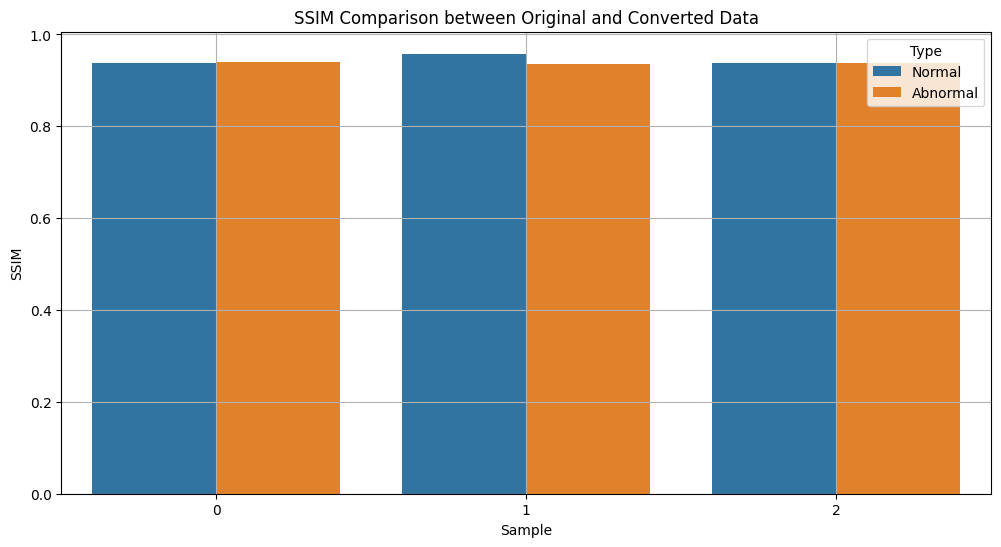 SSIM Comparison between Original and Converted Data
Type
Normal
Abnormal
1.0
0.8
0.6
0.4
0.2
0.0
SSIM
0
1
2
Sample